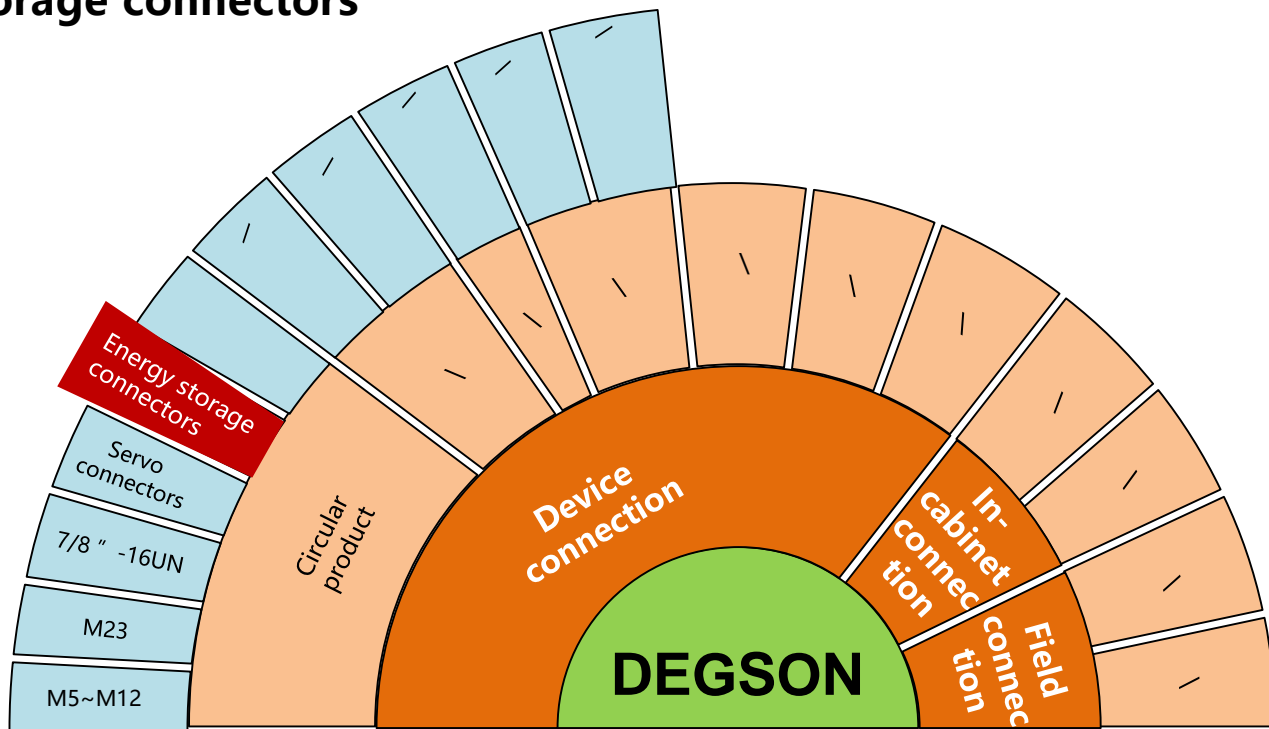 connectors
Energy storage
connectors
Servo
connectors
7/8＂-16UN
M23
M5~M12
Circular
product
Device
connection
In-
cabinet
connec
tion
Field
connec
tion
DEGSON